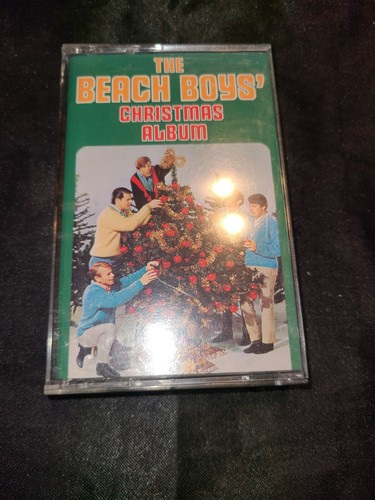 THE
BEACH BOYS'
CHRISTMAS
ALBUM